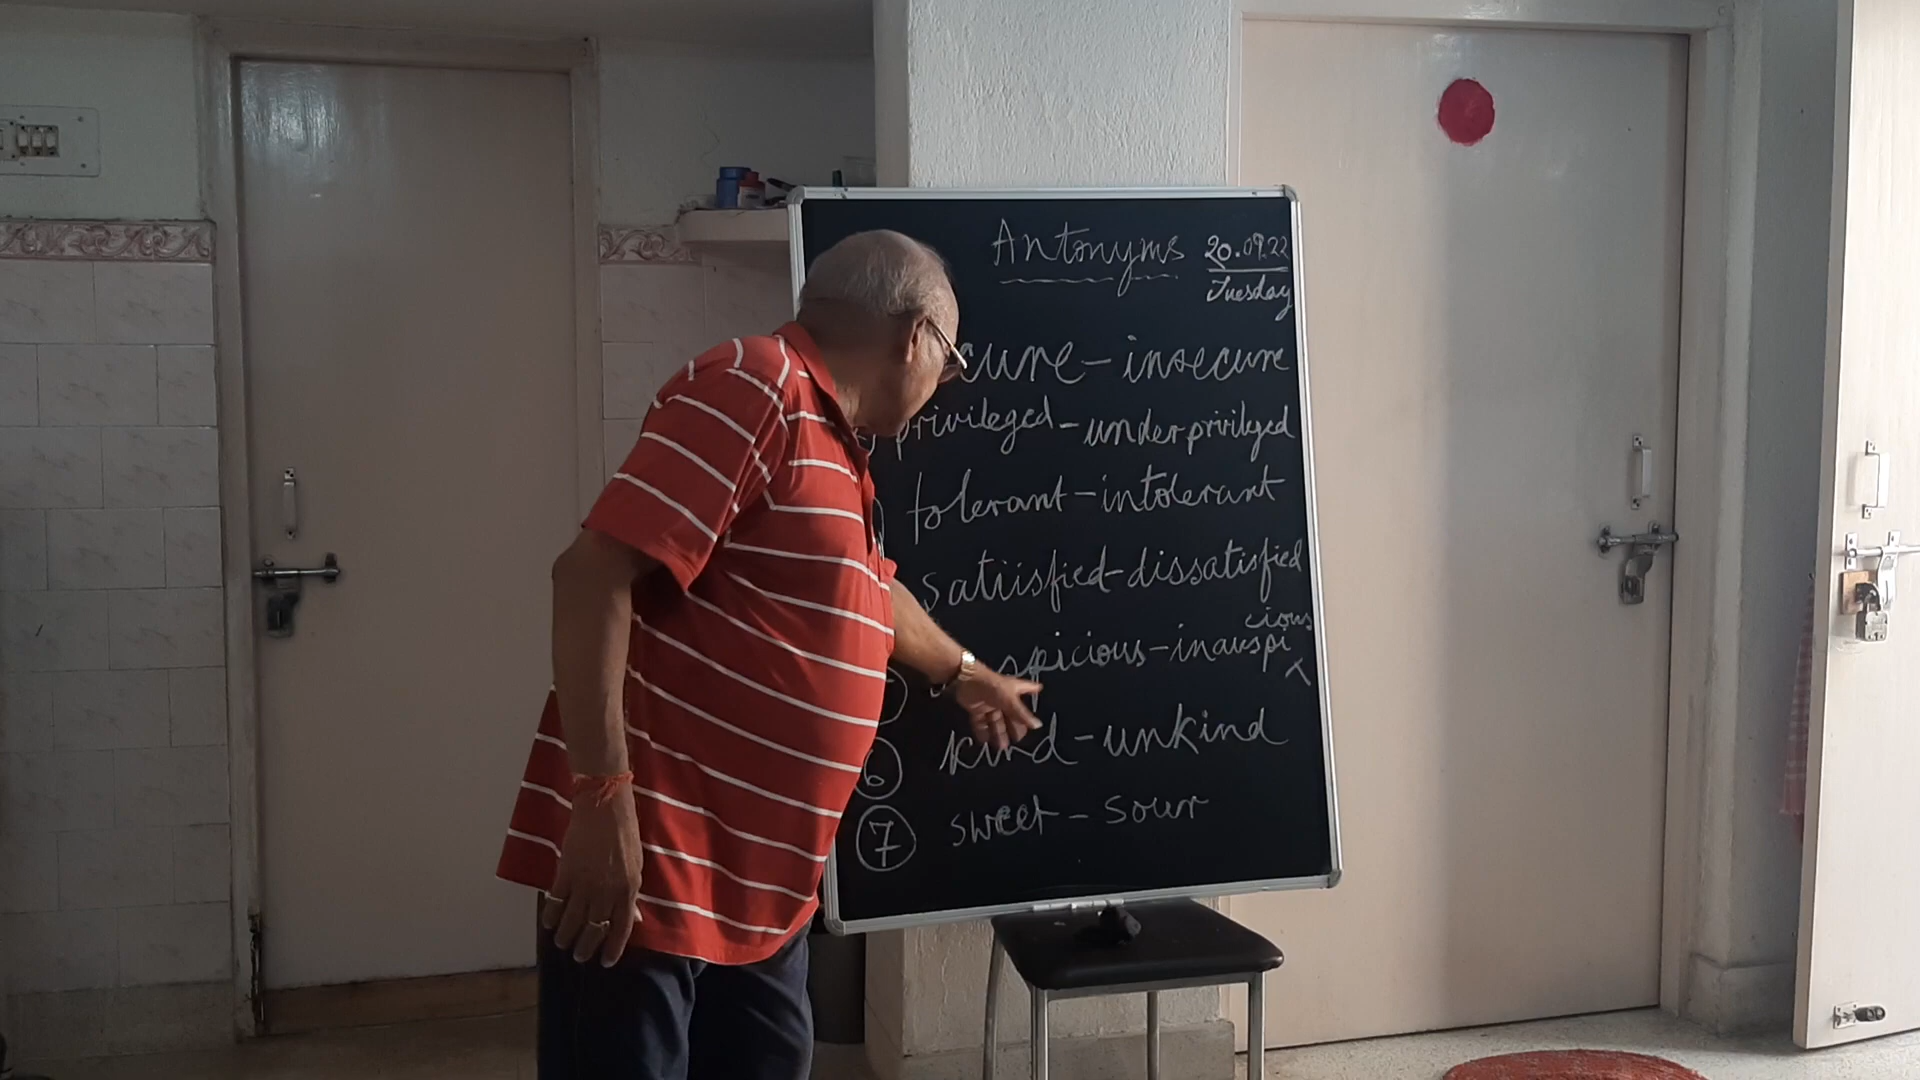 Antonyms
20.09.22
Tuesday
cure - insecure
privileged - underprivileged
tolerant - intolerant
satiisfied - dissatisfied
cious
spicious - inauspi
6 kind - unkind
7 sweet - sour